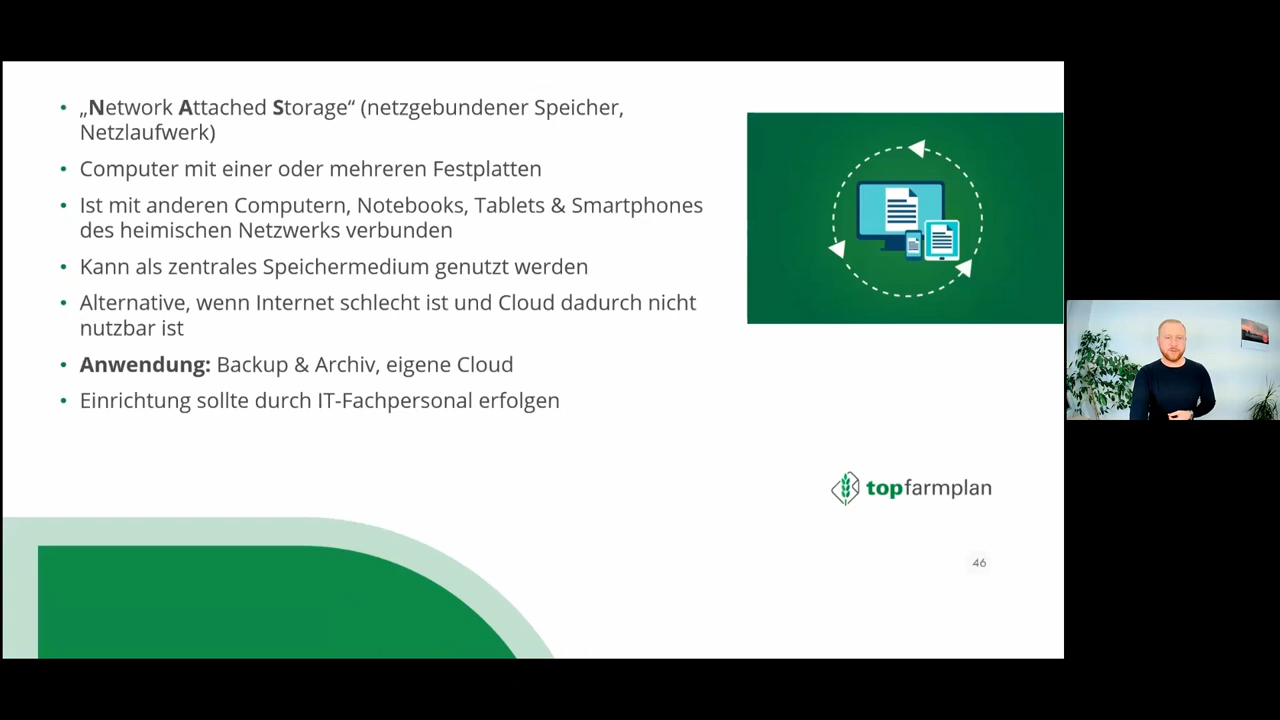 • „Network Attached Storage“ (netzgebundener Speicher,
Netzlaufwerk)
• Computer mit einer oder mehreren Festplatten
• Ist mit anderen Computern, Notebooks, Tablets & Smartphones
des heimischen Netzwerks verbunden
• Kann als zentrales Speichermedium genutzt werden
• Alternative, wenn Internet schlecht ist und Cloud dadurch nicht
nutzbar ist
• Anwendung: Backup & Archiv, eigene Cloud
• Einrichtung sollte durch IT-Fachpersonal erfolgen
topfarmplan
46